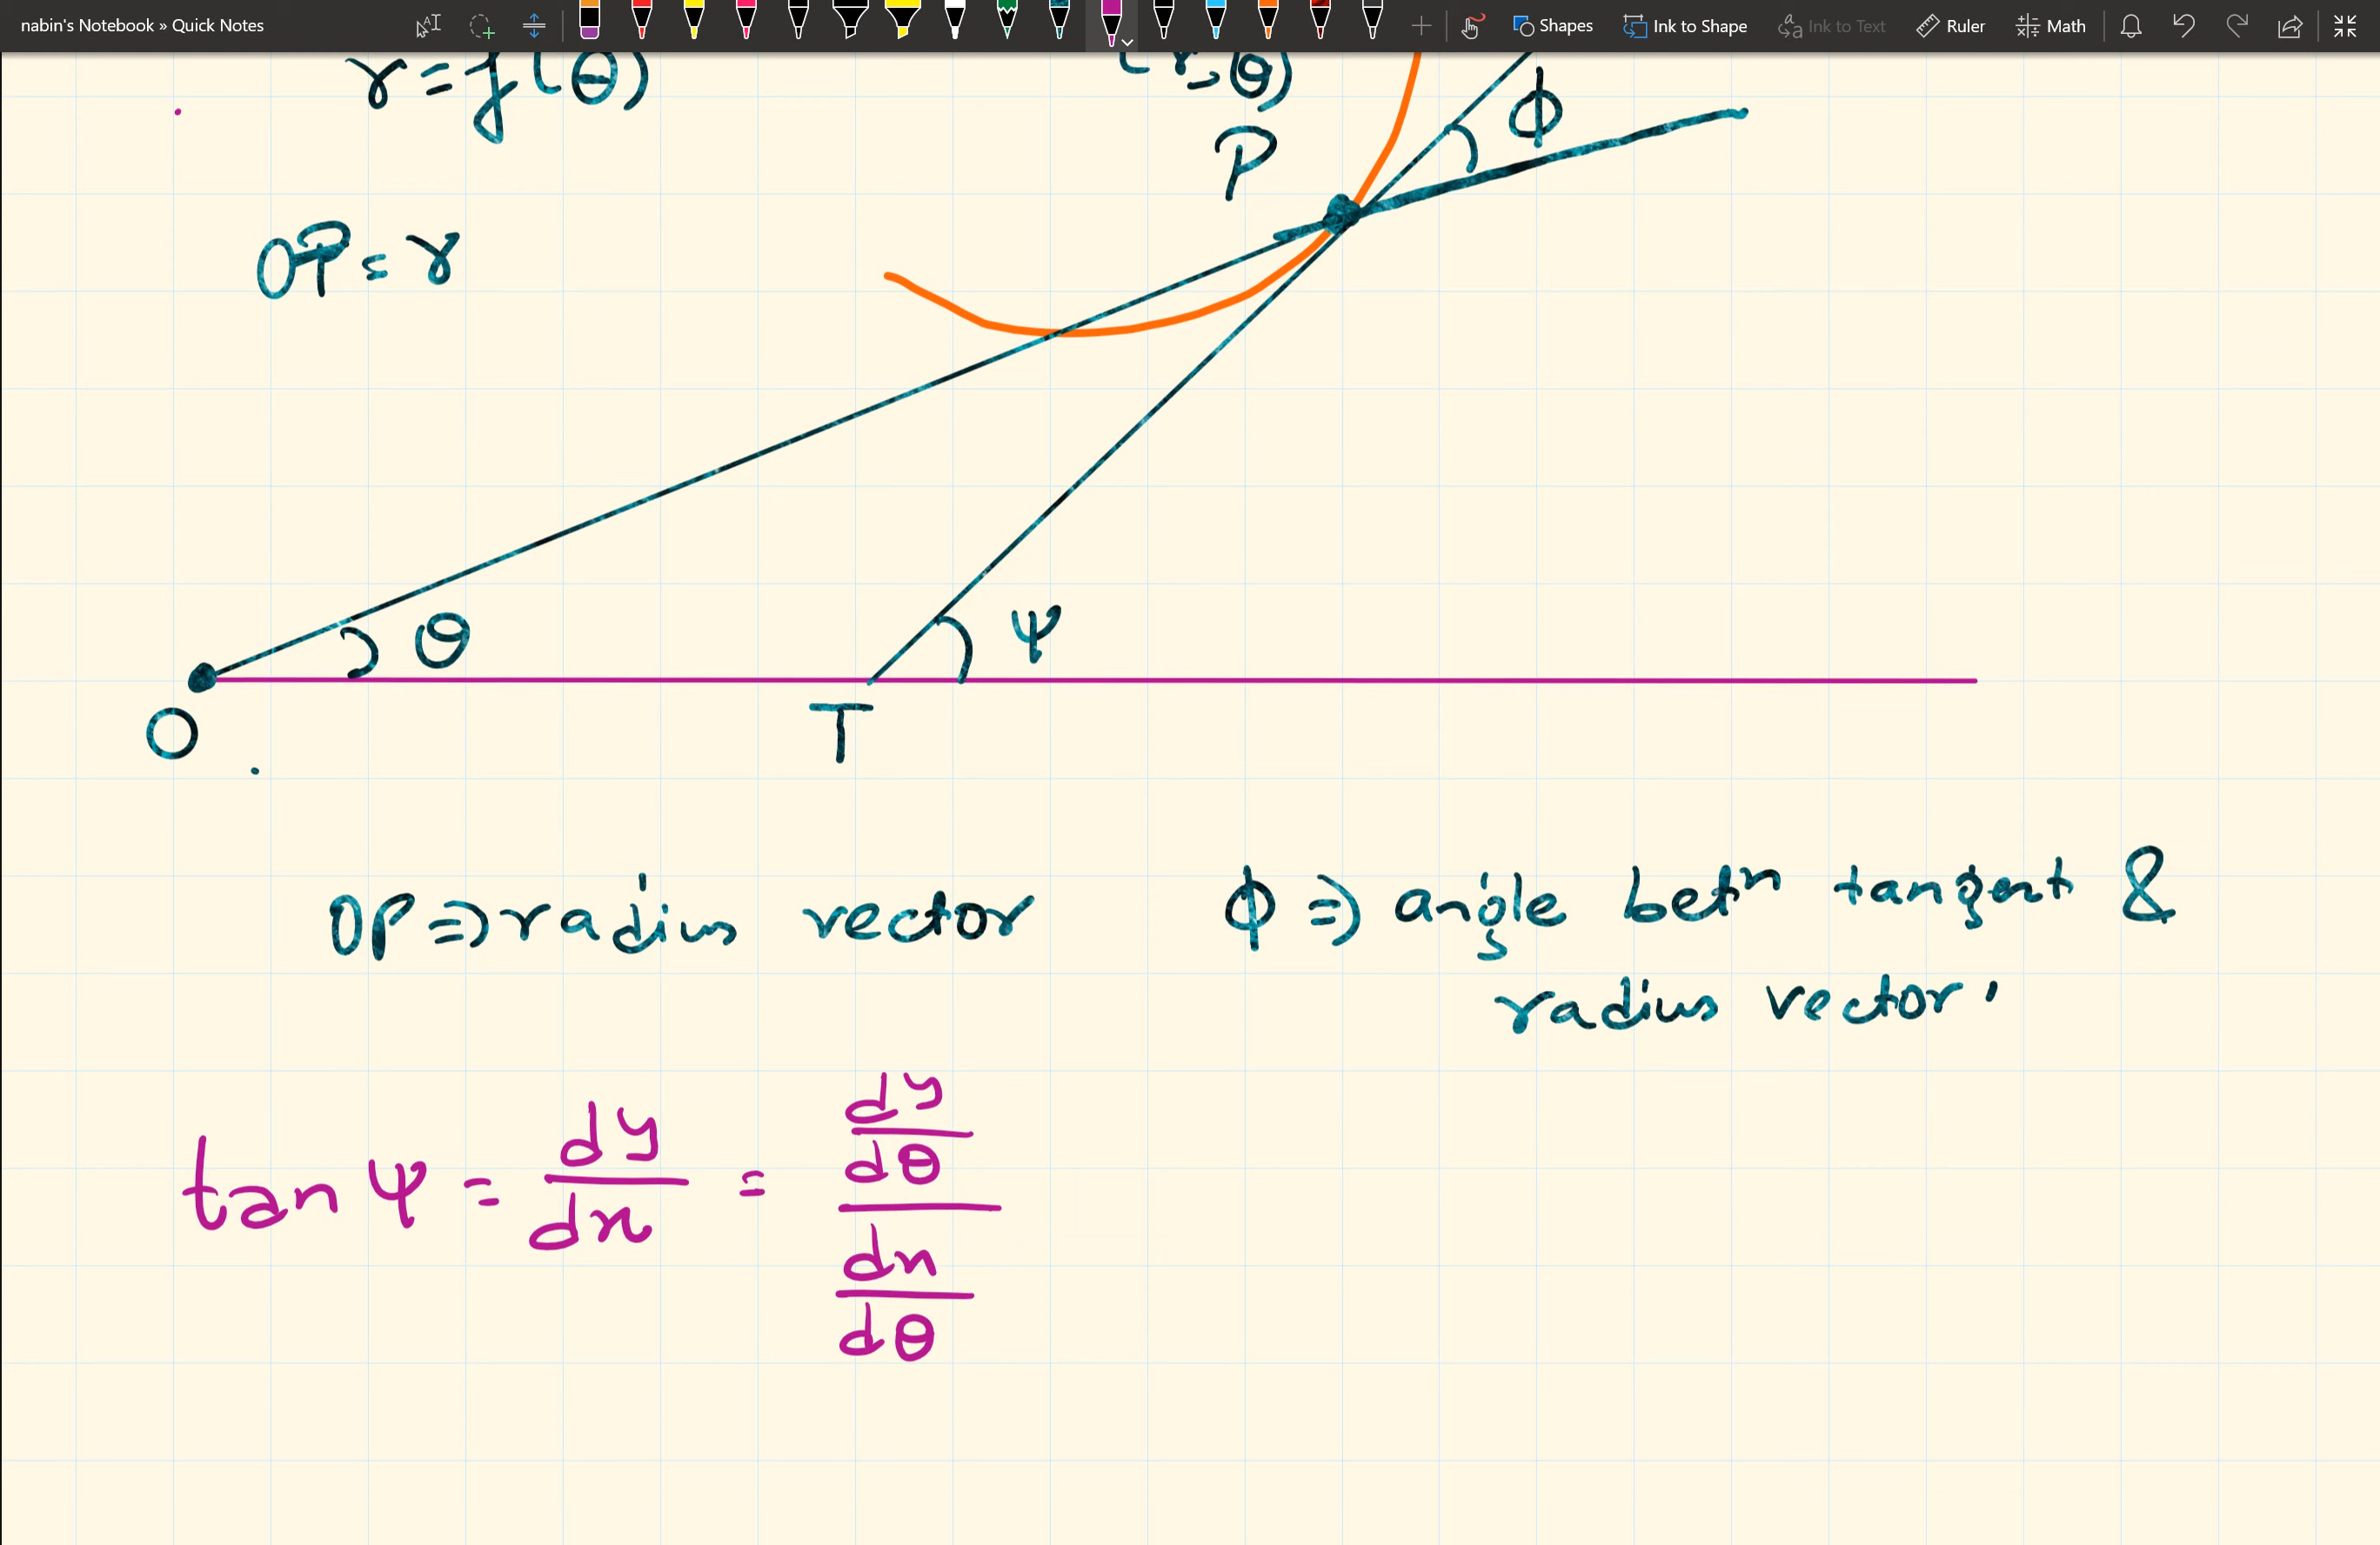 nabin's Notebook » Quick Notes
Shapes
Ink to Shape
Ink to Text
Ruler
Math
r = f(θ)
(r, θ)
ϕ
P
OP = r
θ
ψ
O
T
OP ⇒ radius vector
ϕ ⇒ angle betⁿ tangent &
radius vector.
tan ψ = dy/dx = (dy/dθ)/(dx/dθ)